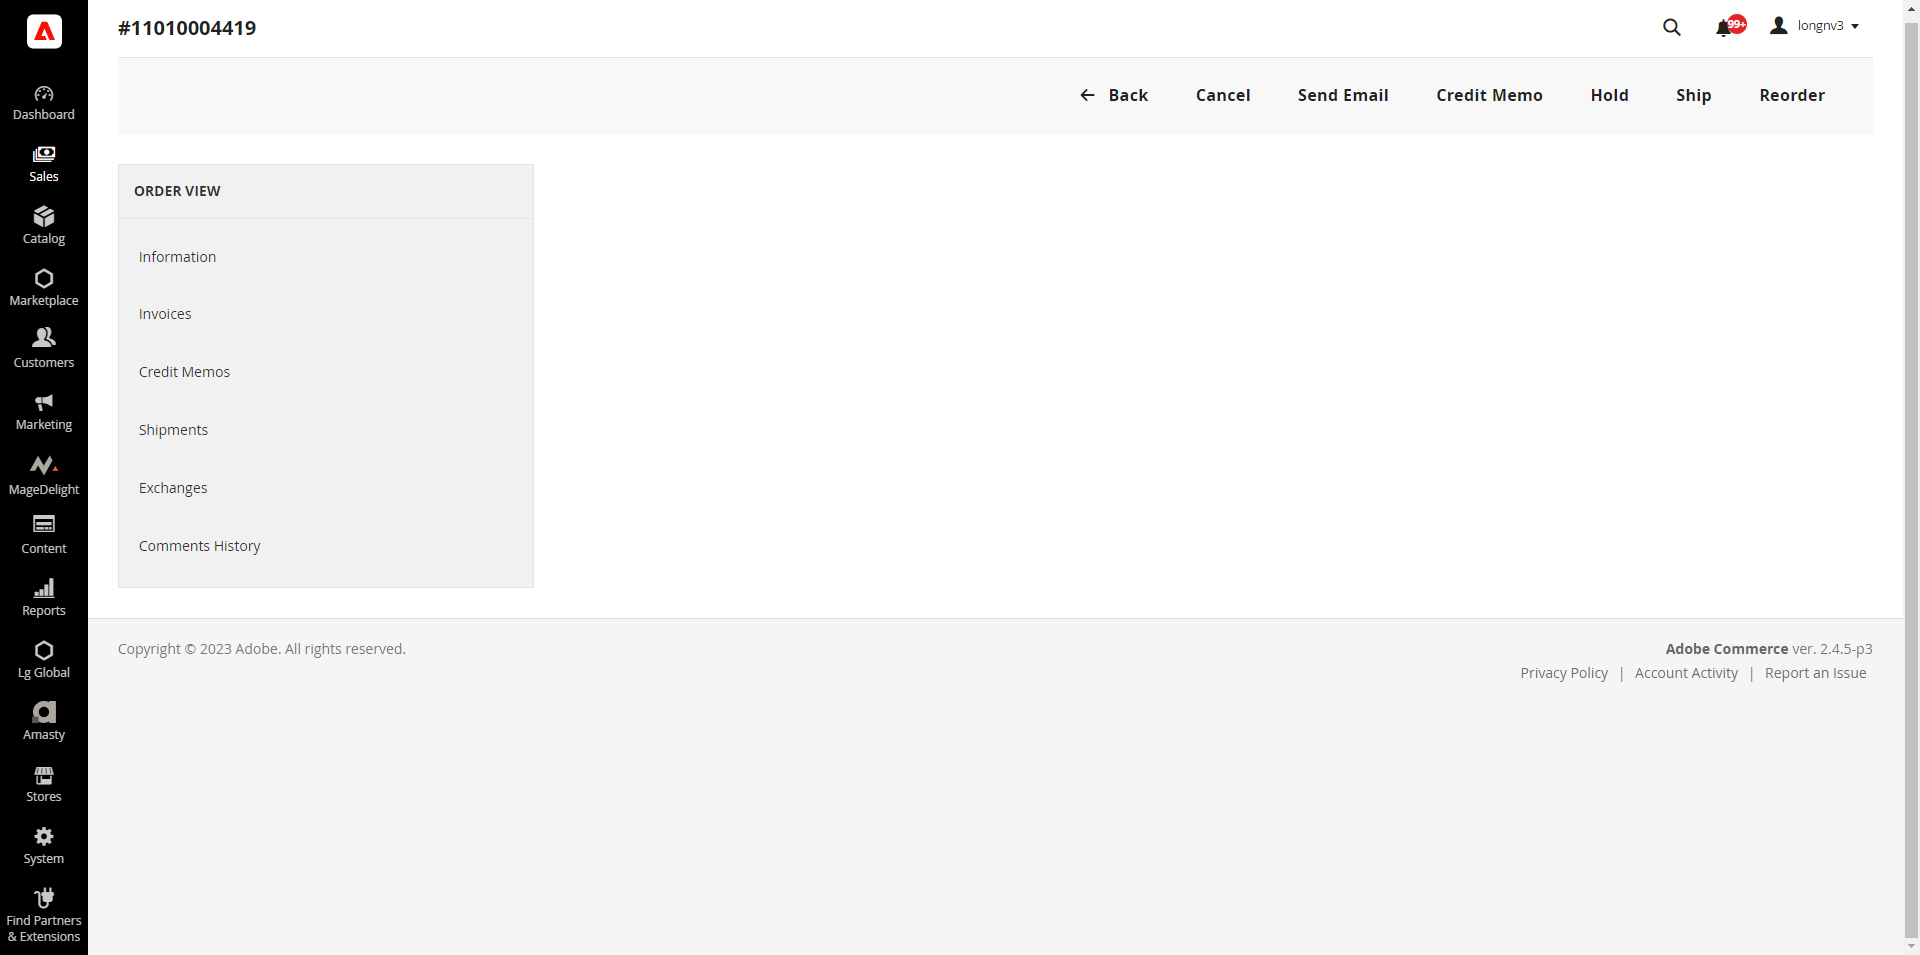 #11010004419
99+
longnv3
Back
Cancel
Send Email
Credit Memo
Hold
Ship
Reorder
Dashboard
Sales
Catalog
Marketplace
Customers
Marketing
MageDelight
Content
Reports
Lg Global
Amasty
Stores
System
Find Partners
& Extensions
ORDER VIEW
Information
Invoices
Credit Memos
Shipments
Exchanges
Comments History
Copyright © 2023 Adobe. All rights reserved.
Adobe Commerce ver. 2.4.5-p3
Privacy Policy | Account Activity | Report an Issue